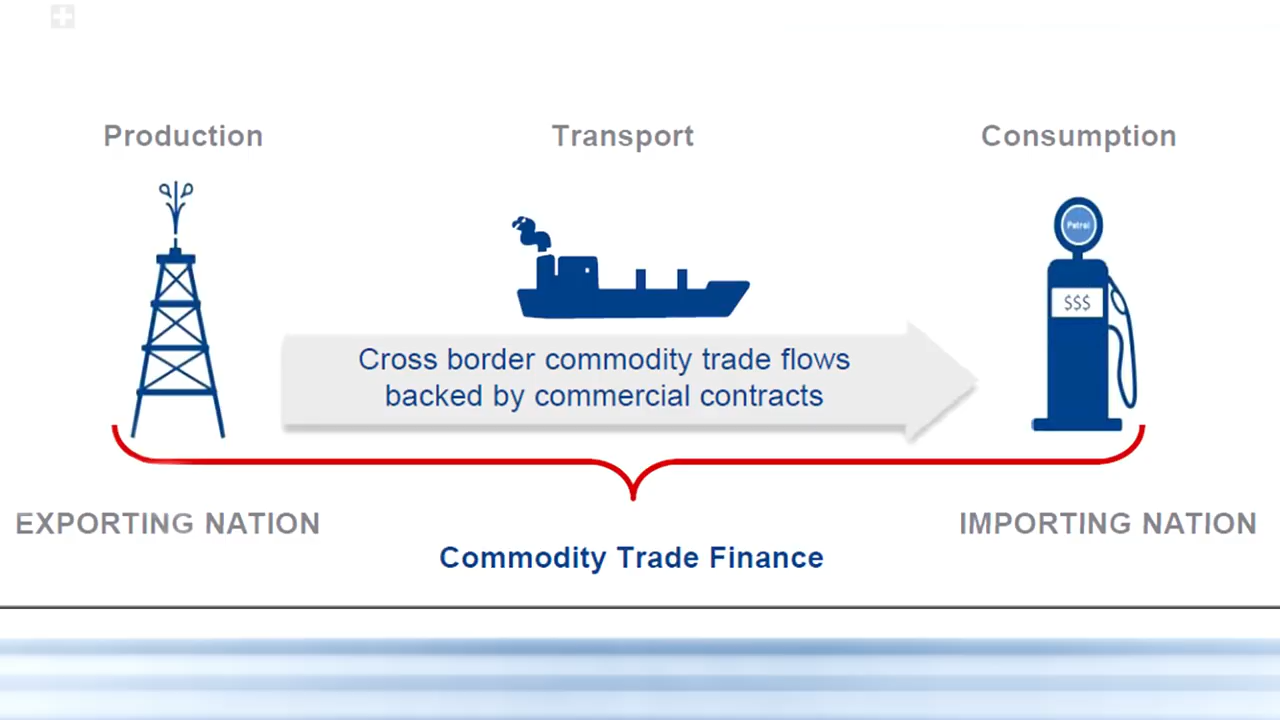 Production
Transport
Consumption
Petrol
$$$
Cross border commodity trade flows
backed by commercial contracts
EXPORTING NATION
IMPORTING NATION
Commodity Trade Finance